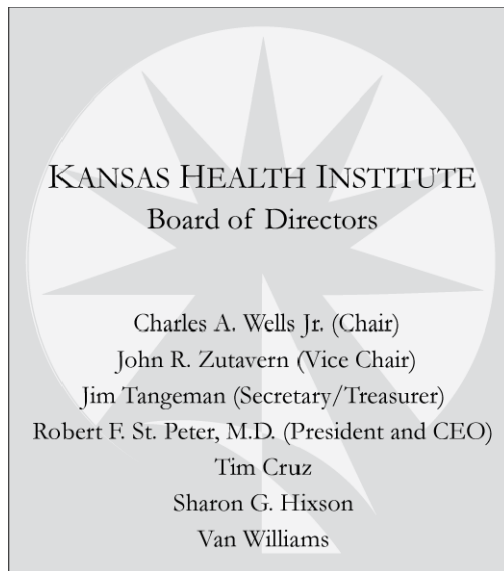 KANSAS HEALTH INSTITUTE
Board of Directors
Charles A. Wells Jr. (Chair)
John R. Zutavern (Vice Chair)
Jim Tangeman (Secretary/Treasurer)
Robert F. St. Peter, M.D. (President and CEO)
Tim Cruz
Sharon G. Hixson
Van Williams